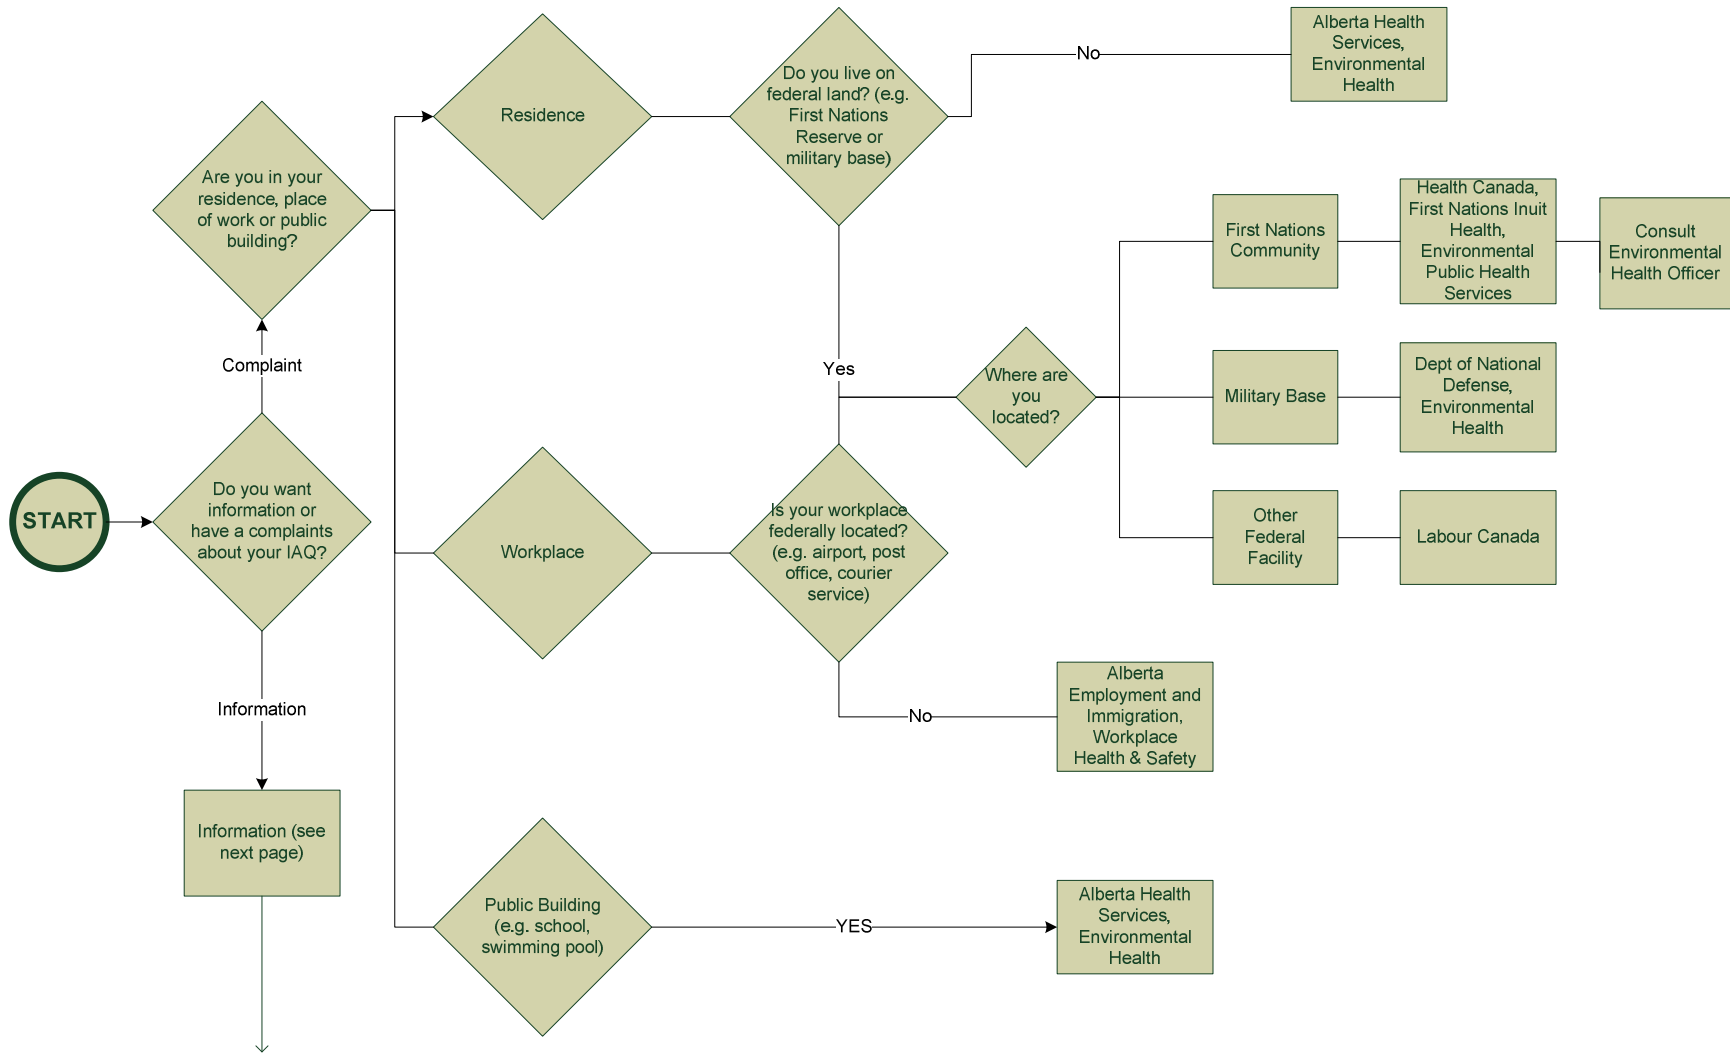 START
Do you want
information or
have a complaints
about your IAQ?
Complaint
Are you in your
residence, place
of work or public
building?
Information
Information (see
next page)
Residence
Do you live on
federal land? (e.g.
First Nations
Reserve or
military base)
No
Alberta Health
Services,
Environmental
Health
Yes
Where are
you
located?
First Nations
Community
Health Canada,
First Nations Inuit
Health,
Environmental
Public Health
Services
Consult
Environmental
Health Officer
Military Base
Dept of National
Defense,
Environmental
Health
Other
Federal
Facility
Labour Canada
Workplace
Is your workplace
federally located?
(e.g. airport, post
office, courier
service)
No
Alberta
Employment and
Immigration,
Workplace
Health & Safety
Public Building
(e.g. school,
swimming pool)
YES
Alberta Health
Services,
Environmental
Health